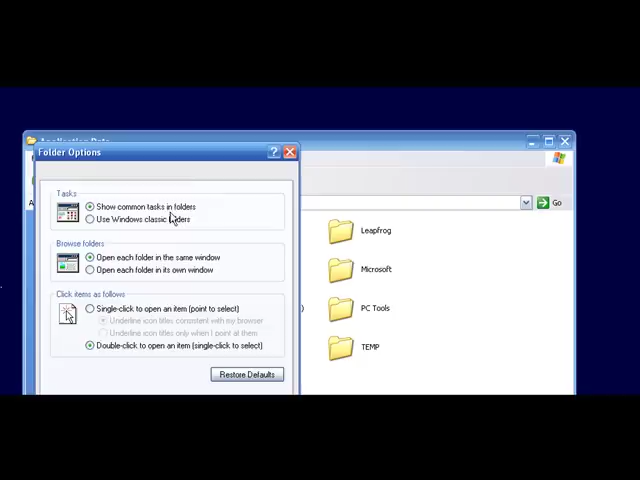 Application Data
Folder Options
Tasks
Show common tasks in folders
Use Windows classic folders
Browse folders
Open each folder in the same window
Open each folder in its own window
Click items as follows
Single-click to open an item (point to select)
Underline icon titles consistent with my browser
Underline icon titles only when I point at them
Double-click to open an item (single-click to select)
Restore Defaults
Go
Leapfrog
Microsoft
PC Tools
TEMP